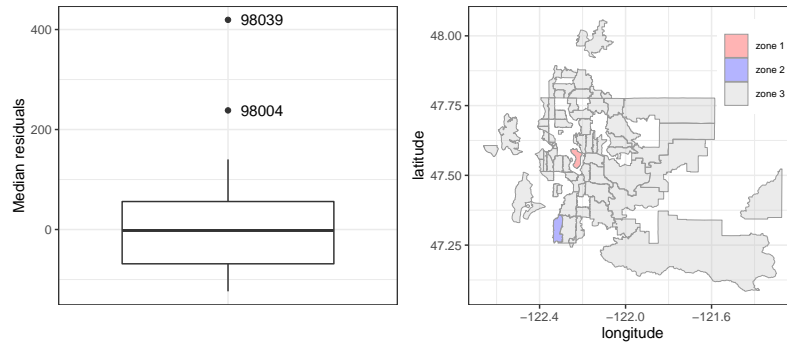 400
200
0
Median residuals
98039
98004
48.00
47.75
47.50
47.25
latitude
−122.4 −122.0 −121.6
longitude
zone 1
zone 2
zone 3